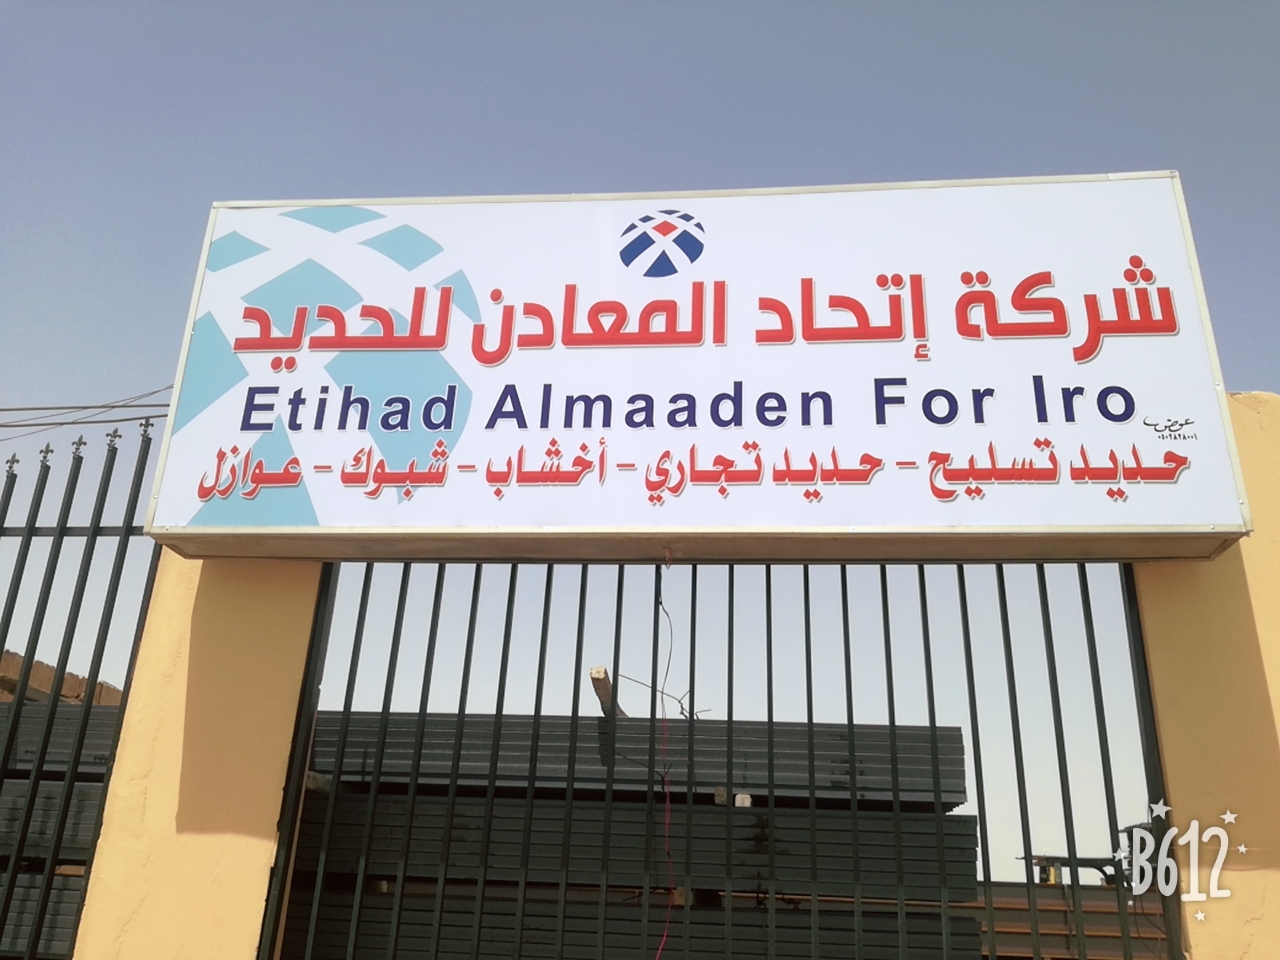 شركة إتحاد المعادن للحديد
Etihad Almaaden For Iro
حديد تسليح - حديد تجاري - أخشاب - شبوك - عوازل
B612